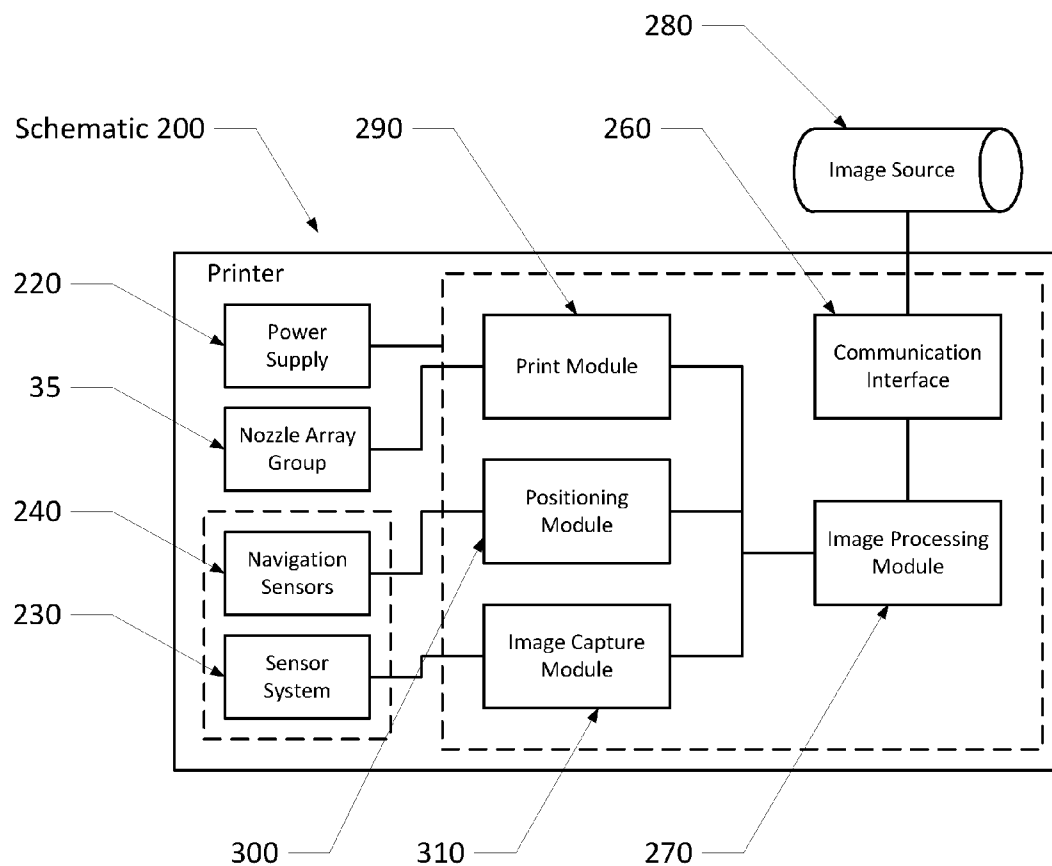 280
Schematic 200
290
260
Image Source
Printer
220
Power
Supply
Print Module
Communication
Interface
35
Nozzle Array
Group
240
Navigation
Sensors
Positioning
Module
Image Processing
Module
230
Sensor
System
Image Capture
Module
300
310
270